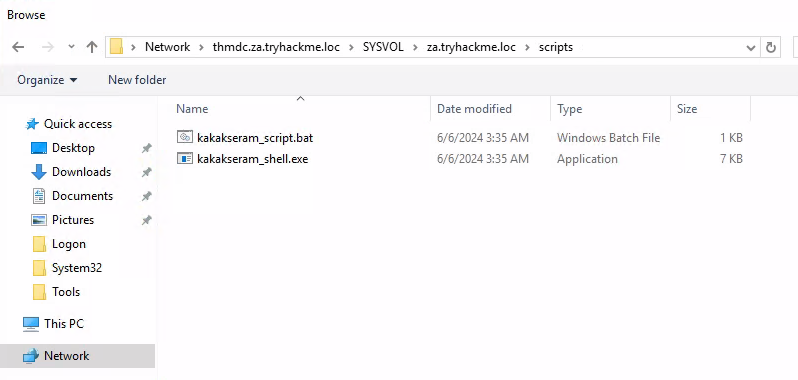 Browse
Network > thmdc.za.tryhackme.loc > SYSVOL > za.tryhackme.loc > scripts
Organize New folder
Name Date modified Type Size
Quick access
Desktop
Downloads
Documents
Pictures
Logon
System32
Tools
This PC
Network
kakakseram_script.bat 6/6/2024 3:35 AM Windows Batch File 1 KB
kakakseram_shell.exe 6/6/2024 3:35 AM Application 7 KB